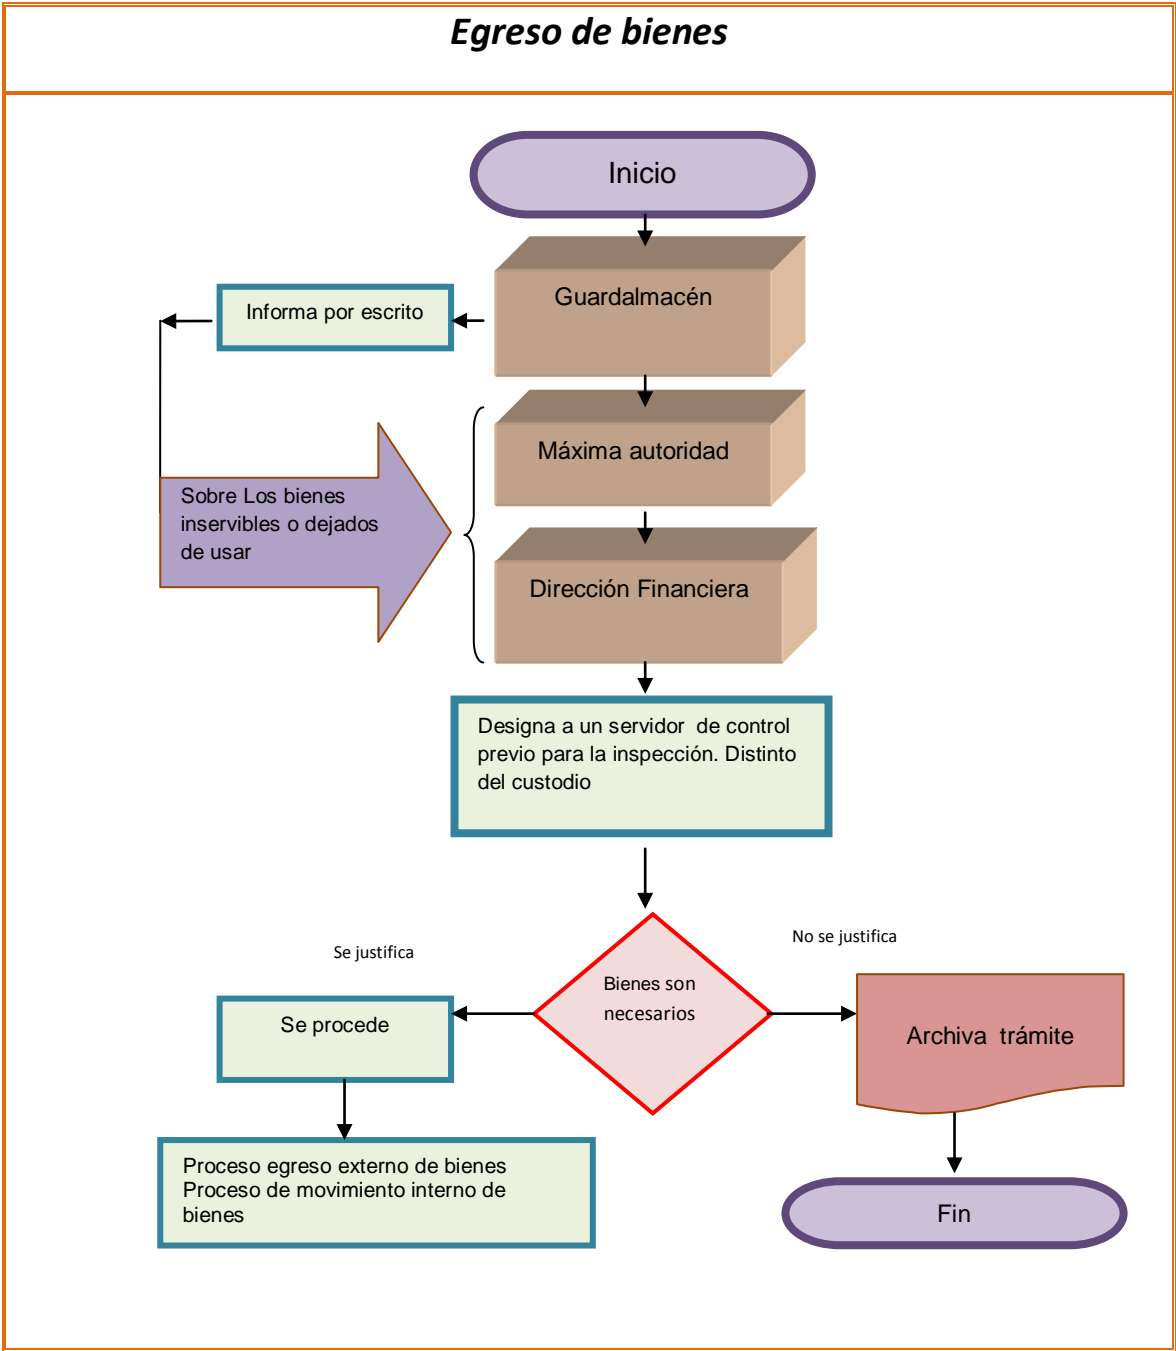 Egreso de bienes
Inicio
Guardalmacén
Informa por escrito
Máxima autoridad
Sobre Los bienes
inservibles o dejados
de usar
Dirección Financiera
Designa a un servidor de control
previo para la inspección. Distinto
del custodio
No se justifica
Se justifica
Bienes son
necesarios
Se procede
Archiva trámite
Proceso egreso externo de bienes
Proceso de movimiento interno de
bienes
Fin